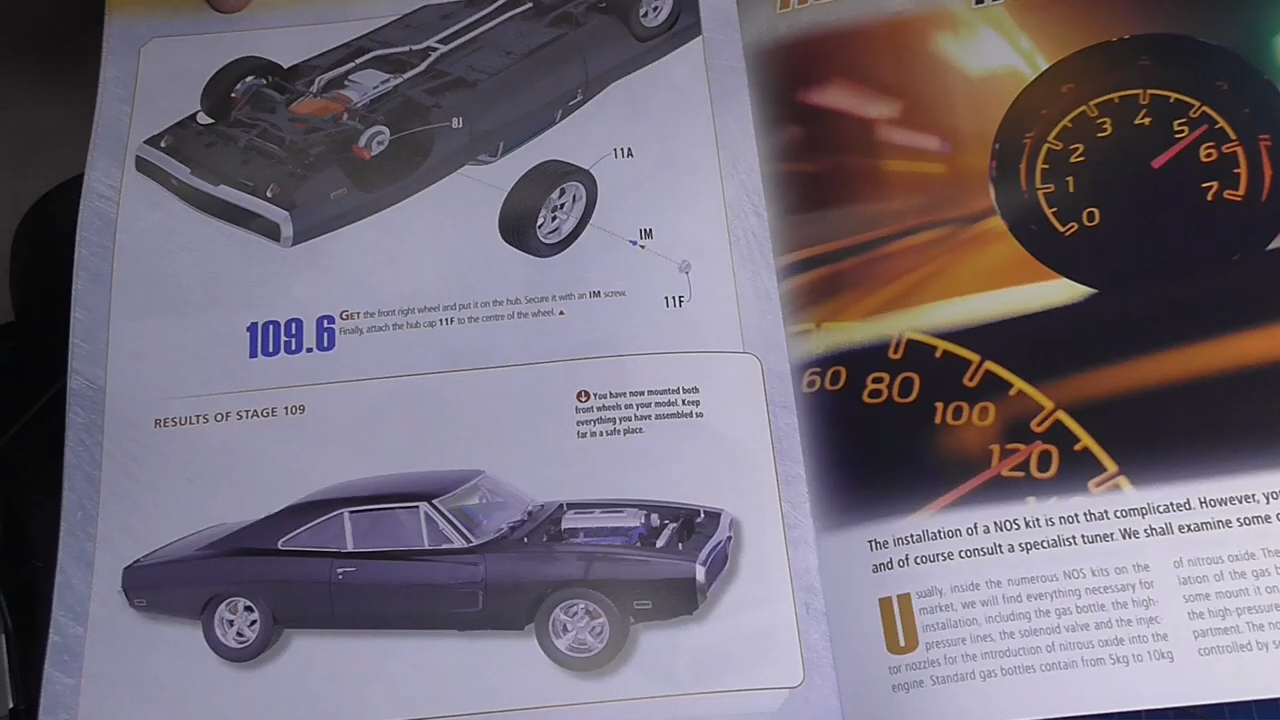 8J
11A
IM
11F
109.6
GET the front right wheel and put it on the hub. Secure it with an IM screw.
Finally, attach the hub cap 11F to the centre of the wheel.
RESULTS OF STAGE 109
You have now mounted both
front wheels on your model. Keep
everything you have assembled so
far in a safe place.
0
1
2
3
4
5
6
7
60
80
100
120
The installation of a NOS kit is not that complicated. However,
and of course consult a specialist tuner. We shall examine some
Usually, inside the numerous NOS kits on the
market, we will find everything necessary for
installation, including the gas bottle, the high-
pressure lines, the solenoid valve and the injec-
tor nozzles for the introduction of nitrous oxide into the
engine. Standard gas bottles contain from 5kg to 10kg
of nitrous oxide. The
lation of the gas
some mount it on
the high-pressure
partment. The
controlled by